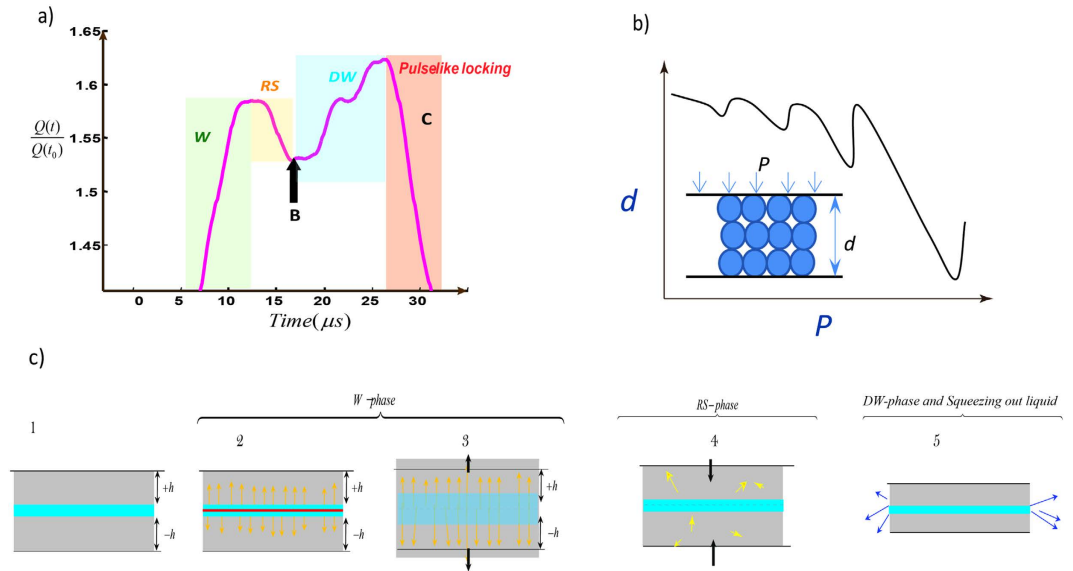 a)
1.65
1.6
1.55
1.5
1.45
Q(t)
Q(t₀)
W
RS
DW
Pulselike locking
C
B
0 5 10 15 20 25 30
Time(μs)
b)
d
P
d
P
c)
W-phase
RS-phase
DW-phase and Squeezing out liquid
1
2
3
4
5
+h
-h
+h
-h
+h
-h